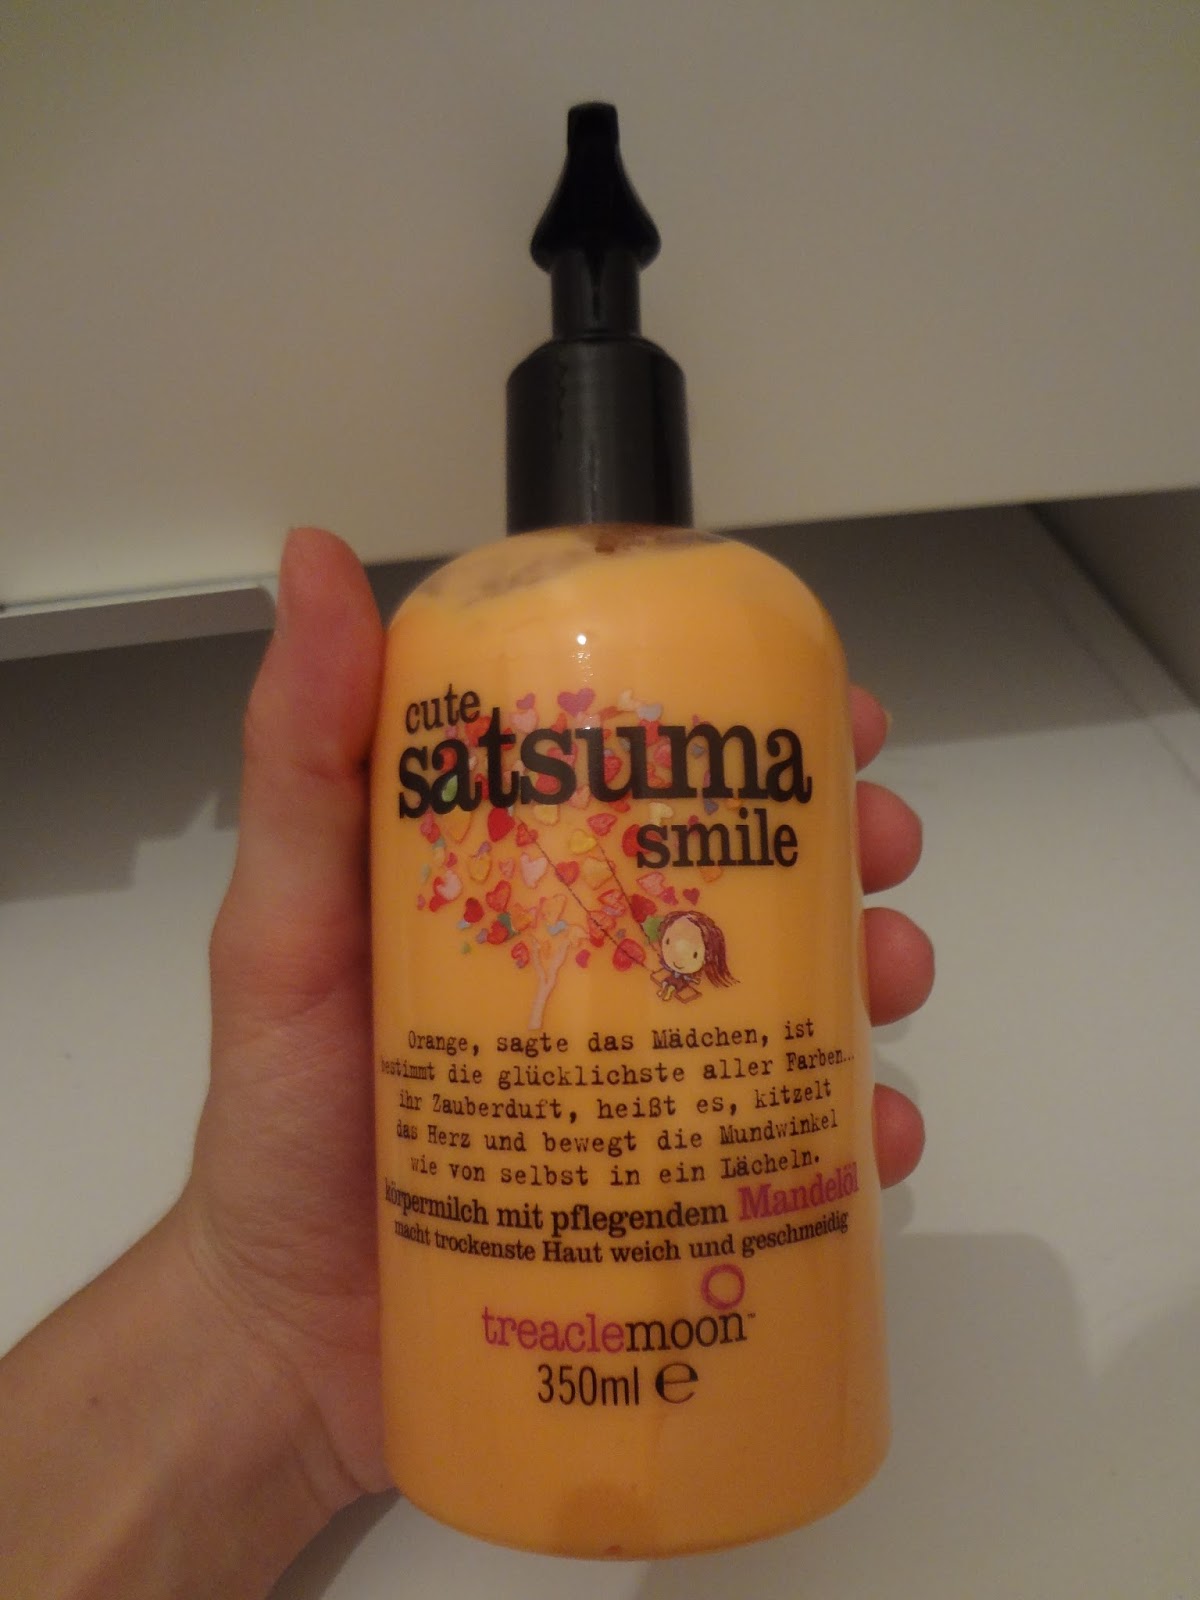 cute
satsuma
smile
Orange, sagte das Mädchen, ist
bestimmt die glücklichste aller Farben...
ihr Zauberduft, heißt es, kitzelt
das Herz und bewegt die Mundwinkel
wie von selbst in ein Lächeln.
körpermilch mit pflegendem Mandelöl
macht trockenste Haut weich und geschmeidig
treaclemoon™
350ml ℮